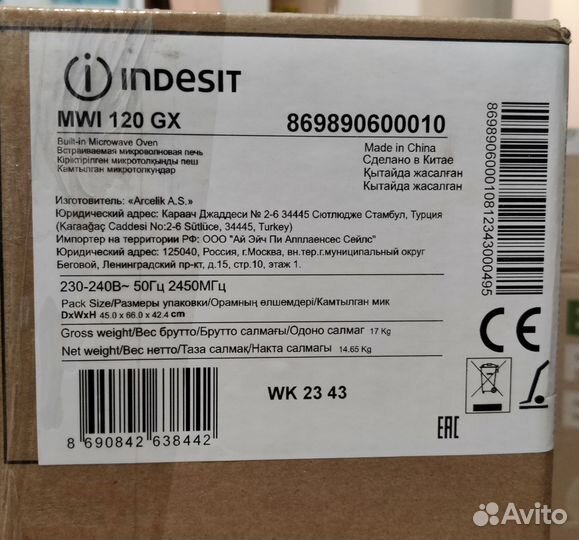 indesit
MWI 120 GX 869890600010
Built-in Microwave Oven
Встраиваемая микроволновая печь
Кіріктірілген микротолқынды пеш
Камтылган микротолкундар
Made in China
Сделано в Китае
Қытайда жасалған
Кытайда жасалган
Изготовитель: «Arcelik A.S.»
Юридический адрес: Караач Джаддеси № 2-6 34445 Сютлюдже Стамбул, Турция
(Karaağaç Caddesi No:2-6 Sütlüce, 34445, Turkey)
Импортер на территории РФ: ООО "Ай Эйч Пи Апплаенсес Сейлс"
Юридический адрес: 125040, Россия, г.Москва, вн.тер.г.муниципальный округ
Беговой, Ленинградский пр-кт, д.15, стр.10, этаж 1.
230-240В~ 50Гц 2450МГц
Pack Size/Размеры упаковки/Орамның өлшемдері/Камтылган мик
DxWxH 45.0 x 66.0 x 42.4 cm
Gross weight/Вес брутто/Брутто салмағы/Одоно салмаг 17 Kg
Net weight/Вес нетто/Таза салмақ/Накта салмагы 14.65 Kg
WK 23 43
8 690842 638442
869890600010812343000495
CE
EAC
Avito